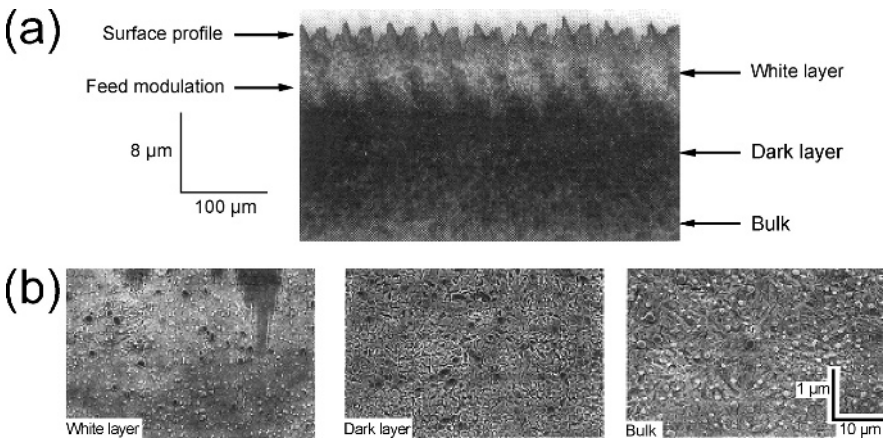 (a)
Surface profile
Feed modulation
White layer
Dark layer
Bulk
8 µm
100 µm
(b)
White layer
Dark layer
Bulk
1 µm
10 µm